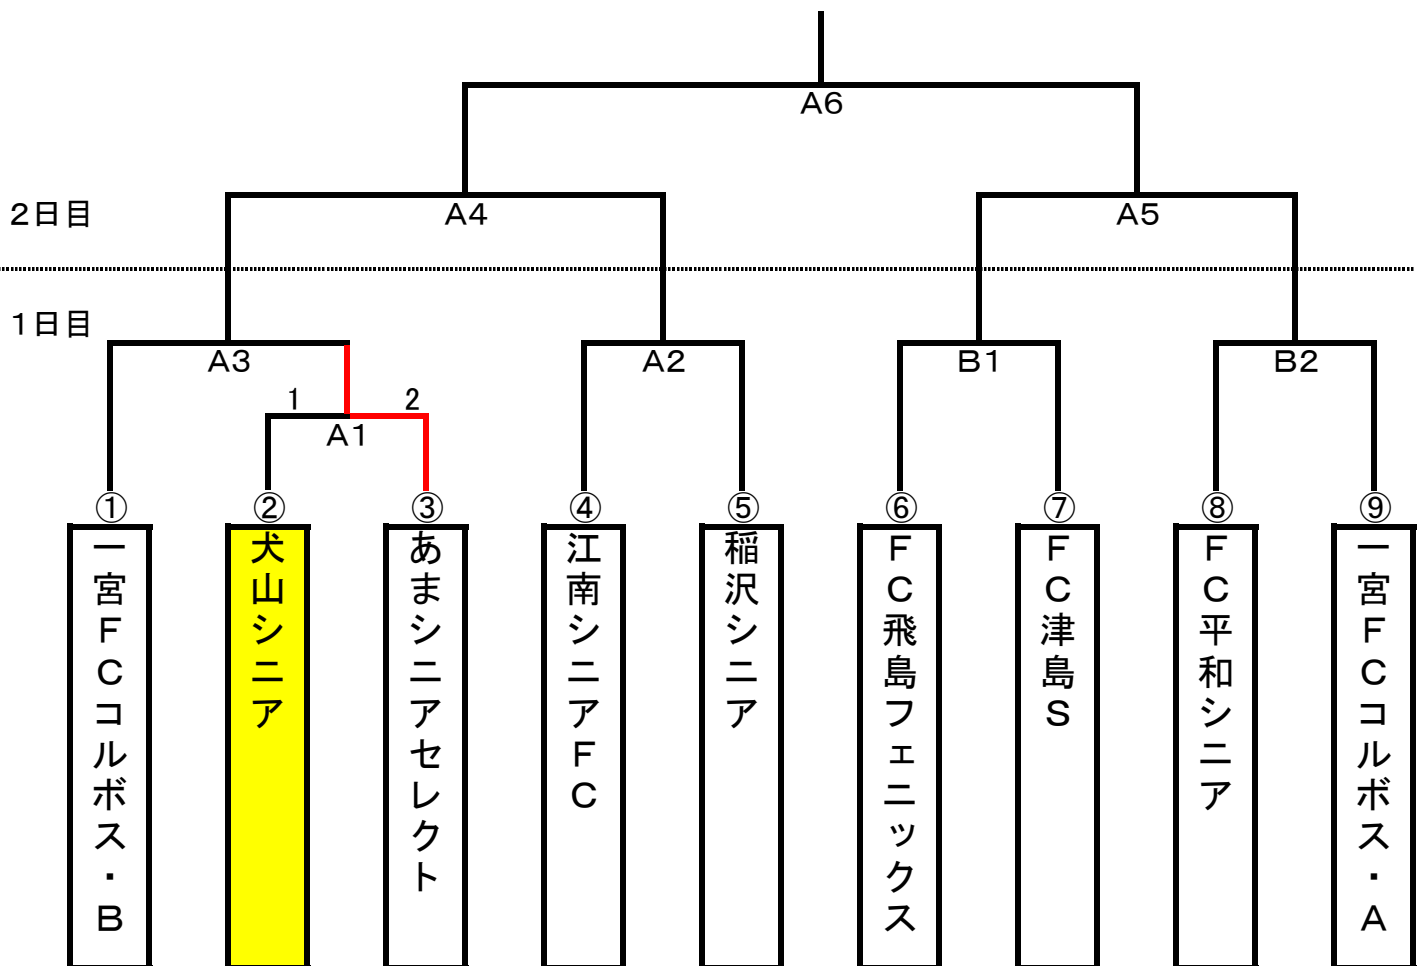 A6
2日目
A4
A5
1日目
A3
A2
B1
B2
1
2
A1
①
②
③
④
⑤
⑥
⑦
⑧
⑨
一宮FCコルボス・B
犬山シニア
あまシニアセレクト
江南シニアFC
稲沢シニア
FC飛島フェニックス
FC津島S
FC平和シニア
一宮FCコルボス・A